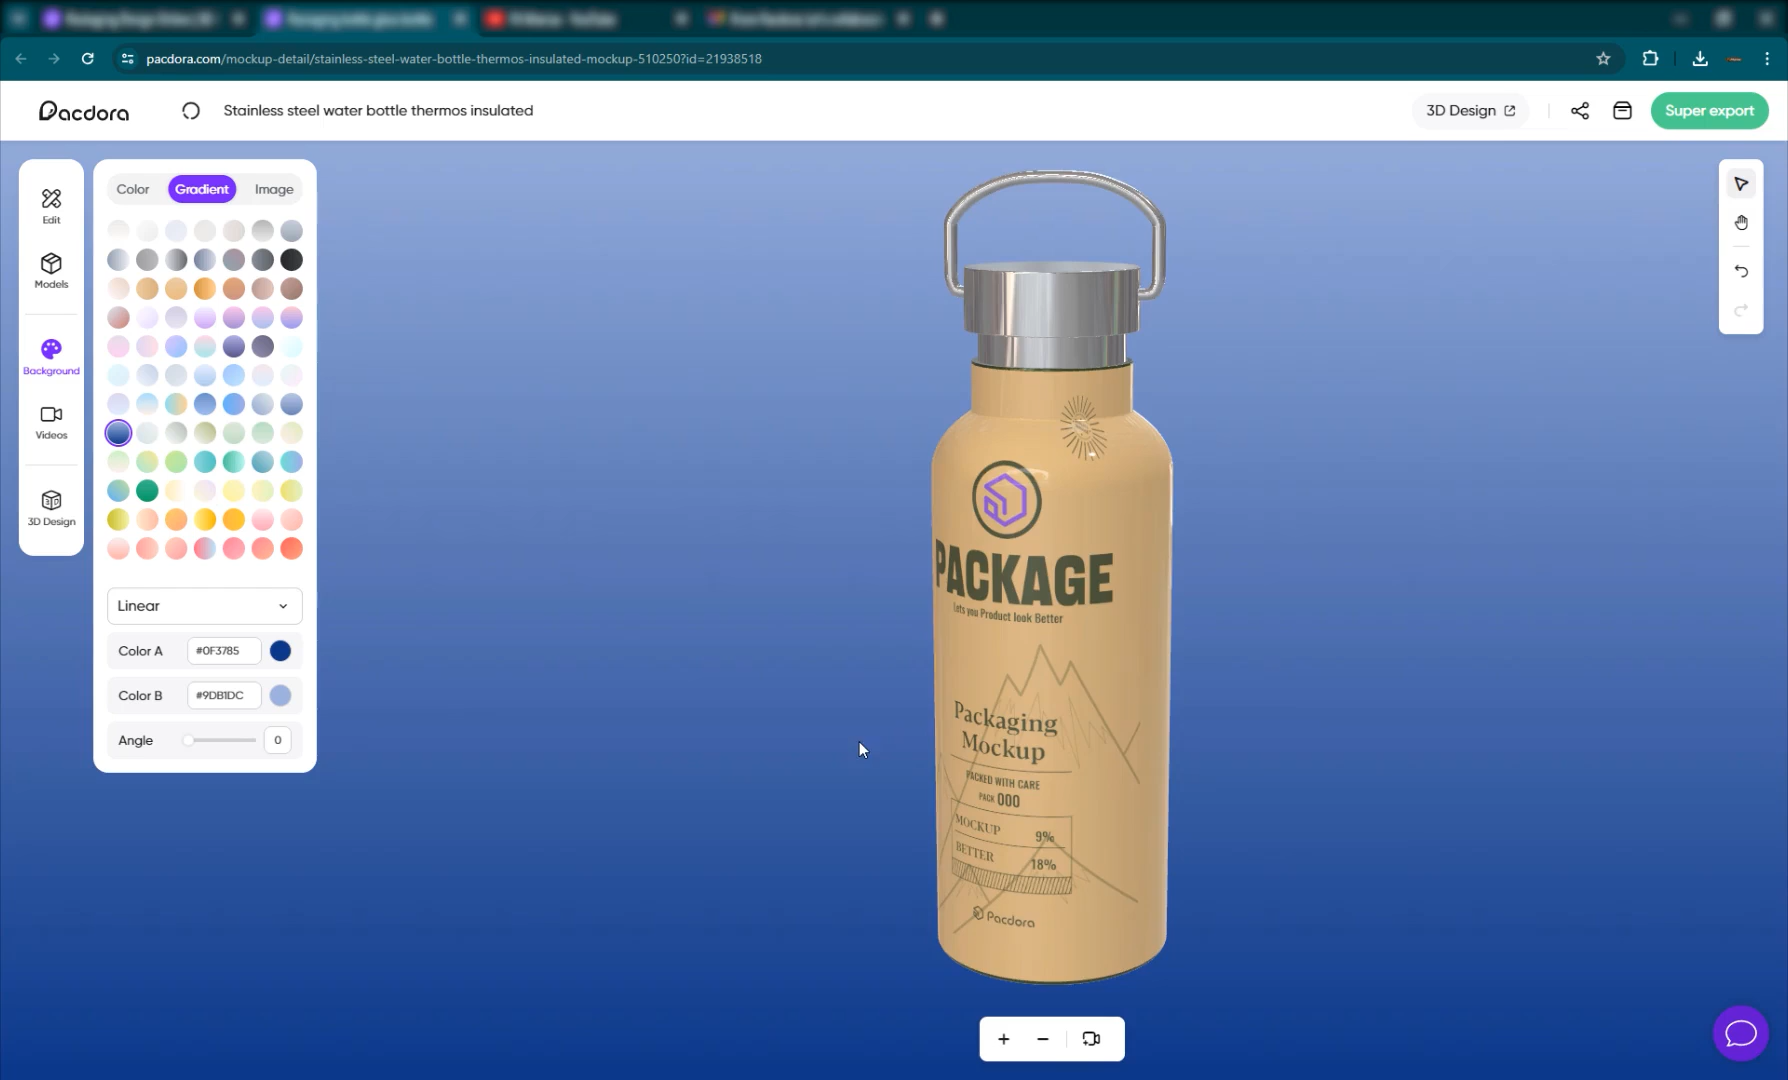 pacdora.com/mockup-detail/stainless-steel-water-bottle-thermos-insulated-mockup-510250?id=21938518
Pacdora
Stainless steel water bottle thermos insulated
3D Design
Super export
Edit
Models
Background
Videos
3D Design
Color
Gradient
Image
Linear
Color A
#0F3785
Color B
#9DB1DC
Angle
0
PACKAGE
Lets you Product look Better
Packaging
Mockup
PACKED WITH CARE
PACK 000
MOCKUP 9%
BETTER 18%
Pacdora